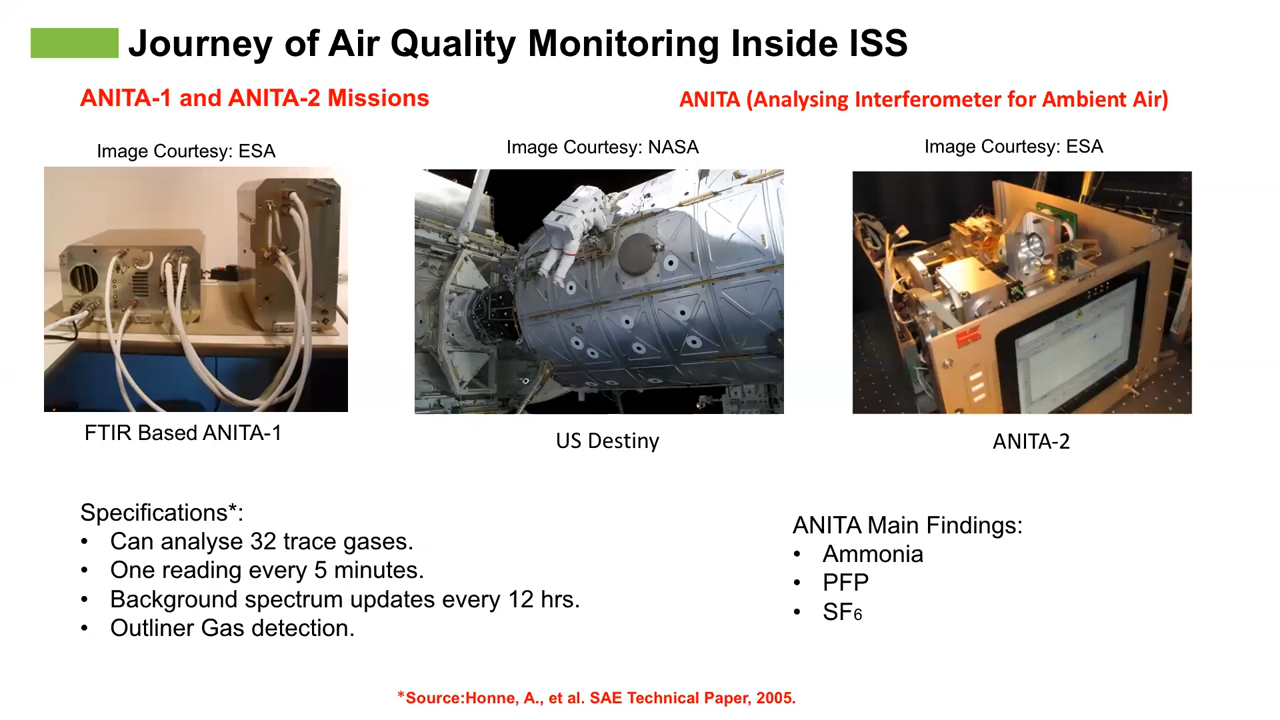 Journey of Air Quality Monitoring Inside ISS
ANITA-1 and ANITA-2 Missions
ANITA (Analysing Interferometer for Ambient Air)
Image Courtesy: ESA
Image Courtesy: NASA
Image Courtesy: ESA
FTIR Based ANITA-1
US Destiny
ANITA-2
Specifications*:
• Can analyse 32 trace gases.
• One reading every 5 minutes.
• Background spectrum updates every 12 hrs.
• Outliner Gas detection.
ANITA Main Findings:
• Ammonia
• PFP
• SF6
*Source:Honne, A., et al. SAE Technical Paper, 2005.